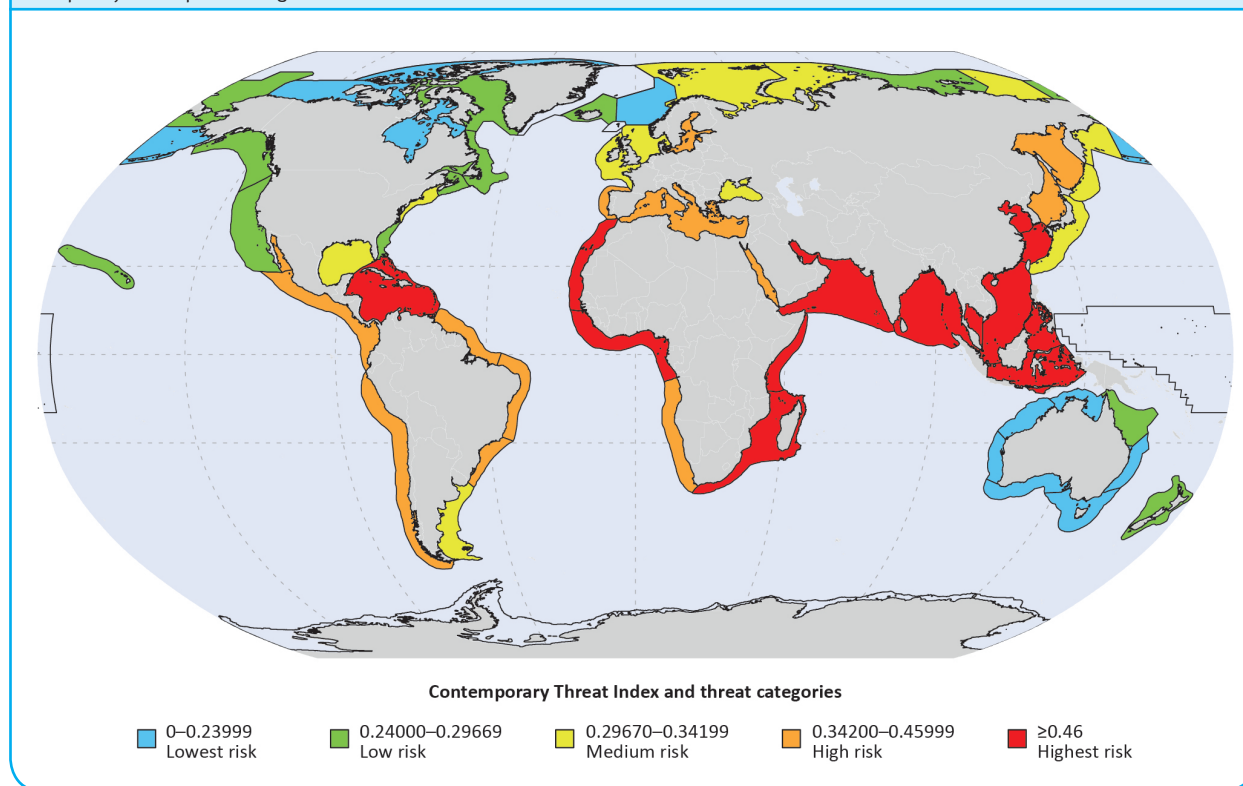 Contemporary Threat Index and threat categories
0–0.23999
Lowest risk
0.24000–0.29669
Low risk
0.29670–0.34199
Medium risk
0.34200–0.45999
High risk
≥0.46
Highest risk